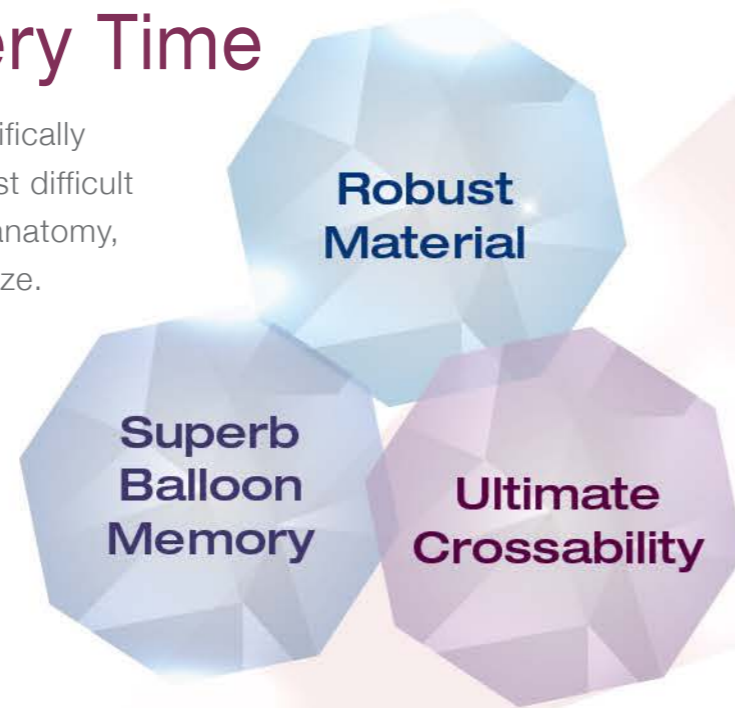 ery Time
ifically
st difficult
anatomy,
ze.
Robust
Material
Superb
Balloon
Memory
Ultimate
Crossability